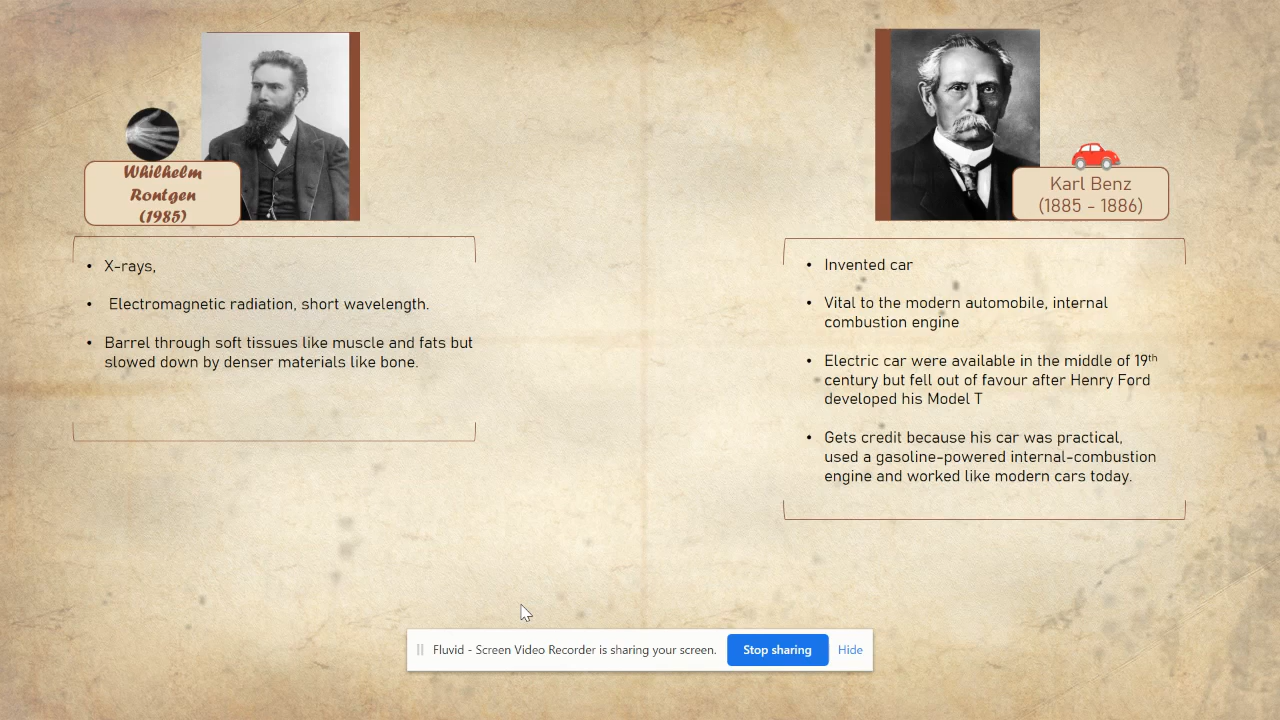 Whilhelm
Rontgen
(1985)
• X-rays,
• Electromagnetic radiation, short wavelength.
• Barrel through soft tissues like muscle and fats but
slowed down by denser materials like bone.
Karl Benz
(1885 - 1886)
• Invented car
• Vital to the modern automobile, internal
combustion engine
• Electric car were available in the middle of 19th
century but fell out of favour after Henry Ford
developed his Model T
• Gets credit because his car was practical,
used a gasoline-powered internal-combustion
engine and worked like modern cars today.
Fluvid - Screen Video Recorder is sharing your screen.
Stop sharing
Hide